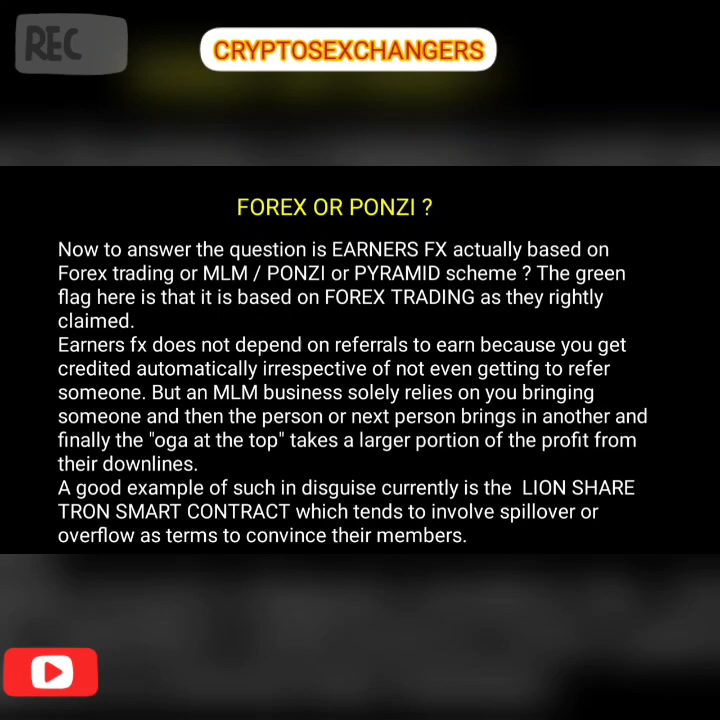 REC
CRYPTOSEXCHANGERS
FOREX OR PONZI ?
Now to answer the question is EARNERS FX actually based on
Forex trading or MLM / PONZI or PYRAMID scheme ? The green
flag here is that it is based on FOREX TRADING as they rightly
claimed.
Earners fx does not depend on referrals to earn because you get
credited automatically irrespective of not even getting to refer
someone. But an MLM business solely relies on you bringing
someone and then the person or next person brings in another and
finally the "oga at the top" takes a larger portion of the profit from
their downlines.
A good example of such in disguise currently is the  LION SHARE
TRON SMART CONTRACT which tends to involve spillover or
overflow as terms to convince their members.